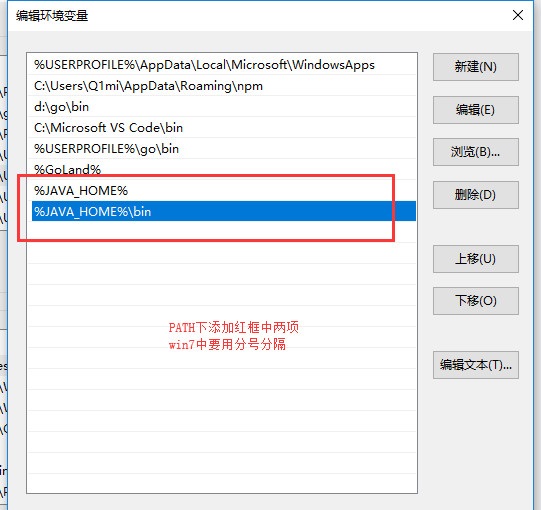 编辑环境变量
%USERPROFILE%\AppData\Local\Microsoft\WindowsApps
C:\Users\Q1mi\AppData\Roaming\npm
d:\go\bin
C:\Microsoft VS Code\bin
%USERPROFILE%\go\bin
%GoLand%
%JAVA_HOME%
%JAVA_HOME%\bin
PATH下添加红框中两项
win7中要用分号分隔
新建(N)
编辑(E)
浏览(B)...
删除(D)
上移(U)
下移(O)
编辑文本(T)...